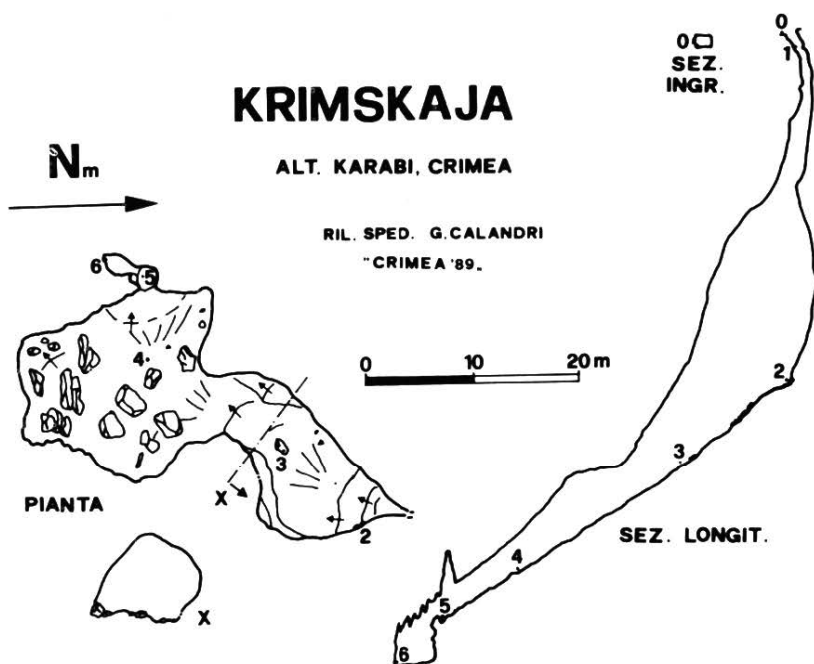 KRIMSKAJA
ALT. KARABI, CRIMEA
RIL. SPED. G.CALANDRI
"CRIMEA '89„
Nm
0
SEZ.
INGR.
0
1
2
3
4
5
6
SEZ. LONGIT.
0 10 20 m
6
5
4
3
X
2
PIANTA
X